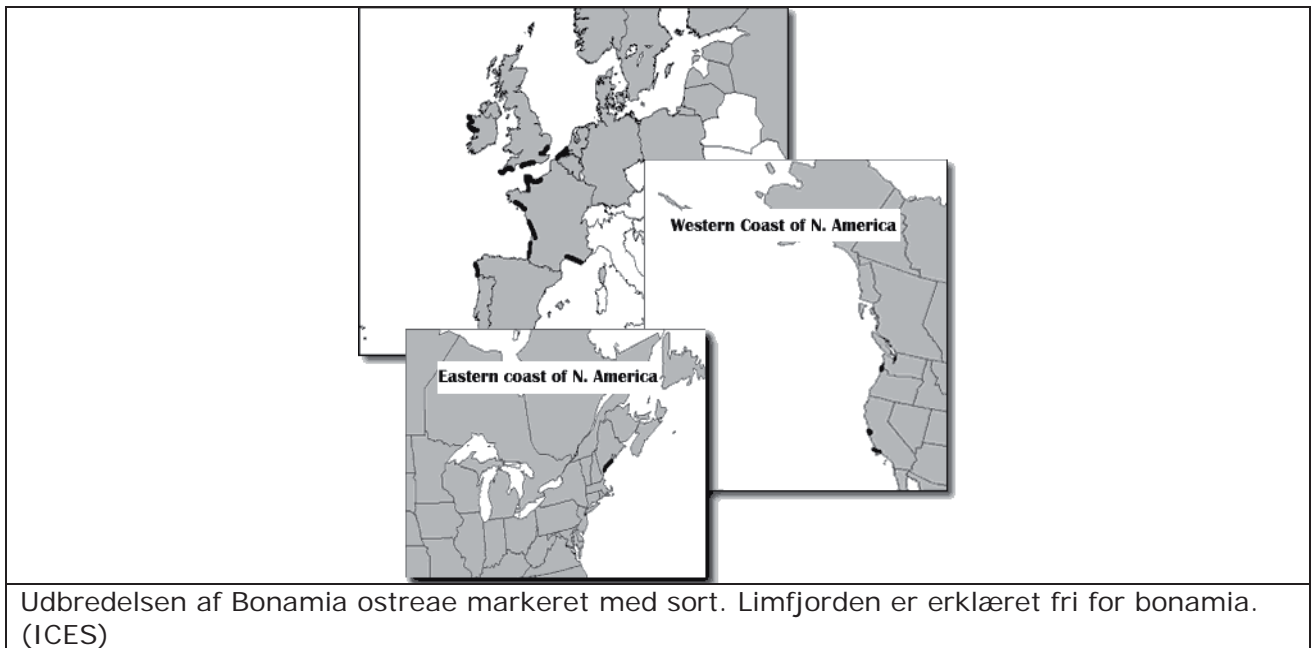 Western Coast of N. America
Eastern coast of N. America
Udbredelsen af Bonamia ostreae markeret med sort. Limfjorden er erklæret fri for bonamia.
(ICES)